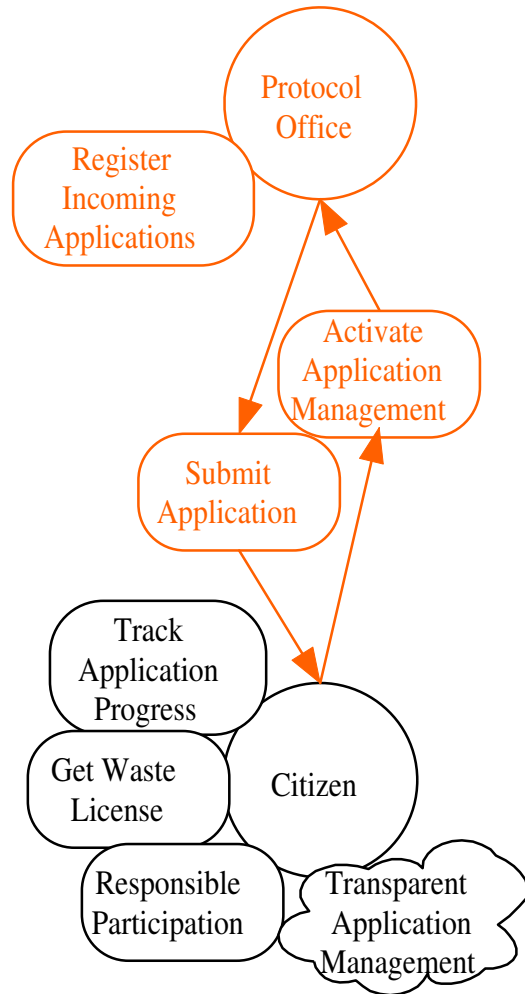 Protocol
Office
Register
Incoming
Applications
Activate
Application
Management
Submit
Application
Track
Application
Progress
Get Waste
License
Citizen
Responsible
Participation
Transparent
Application
Management